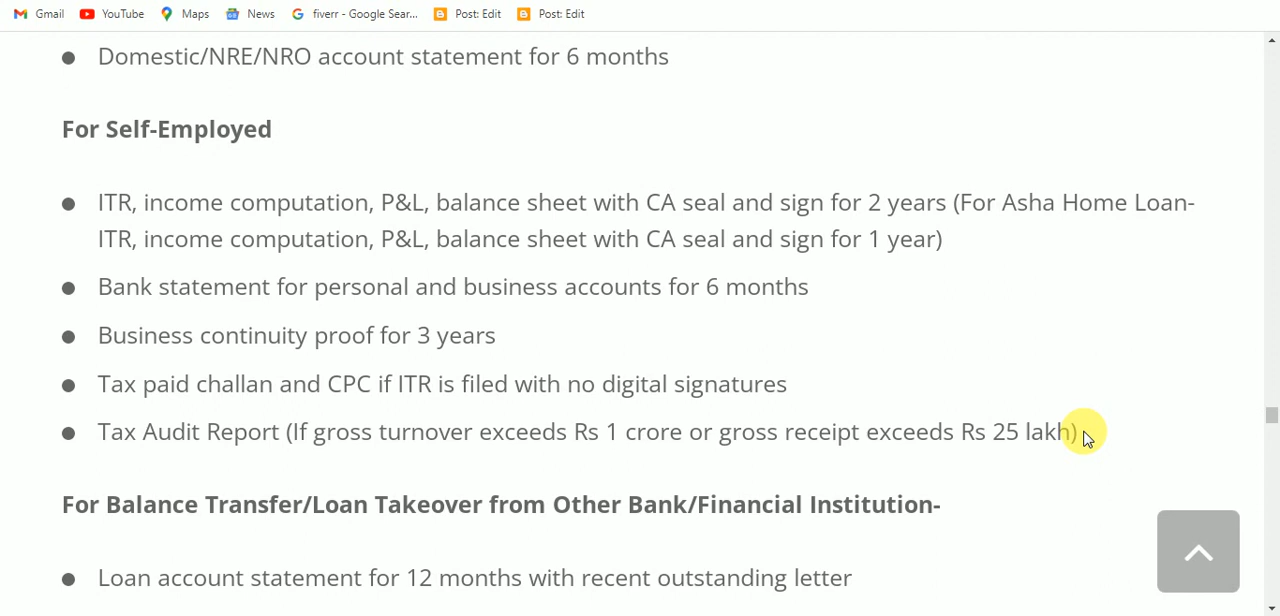 Gmail YouTube Maps News fiverr - Google Sear... Post: Edit Post: Edit
Domestic/NRE/NRO account statement for 6 months
For Self-Employed
ITR, income computation, P&L, balance sheet with CA seal and sign for 2 years (For Asha Home Loan-
ITR, income computation, P&L, balance sheet with CA seal and sign for 1 year)
Bank statement for personal and business accounts for 6 months
Business continuity proof for 3 years
Tax paid challan and CPC if ITR is filed with no digital signatures
Tax Audit Report (If gross turnover exceeds Rs 1 crore or gross receipt exceeds Rs 25 lakh)
For Balance Transfer/Loan Takeover from Other Bank/Financial Institution-
Loan account statement for 12 months with recent outstanding letter